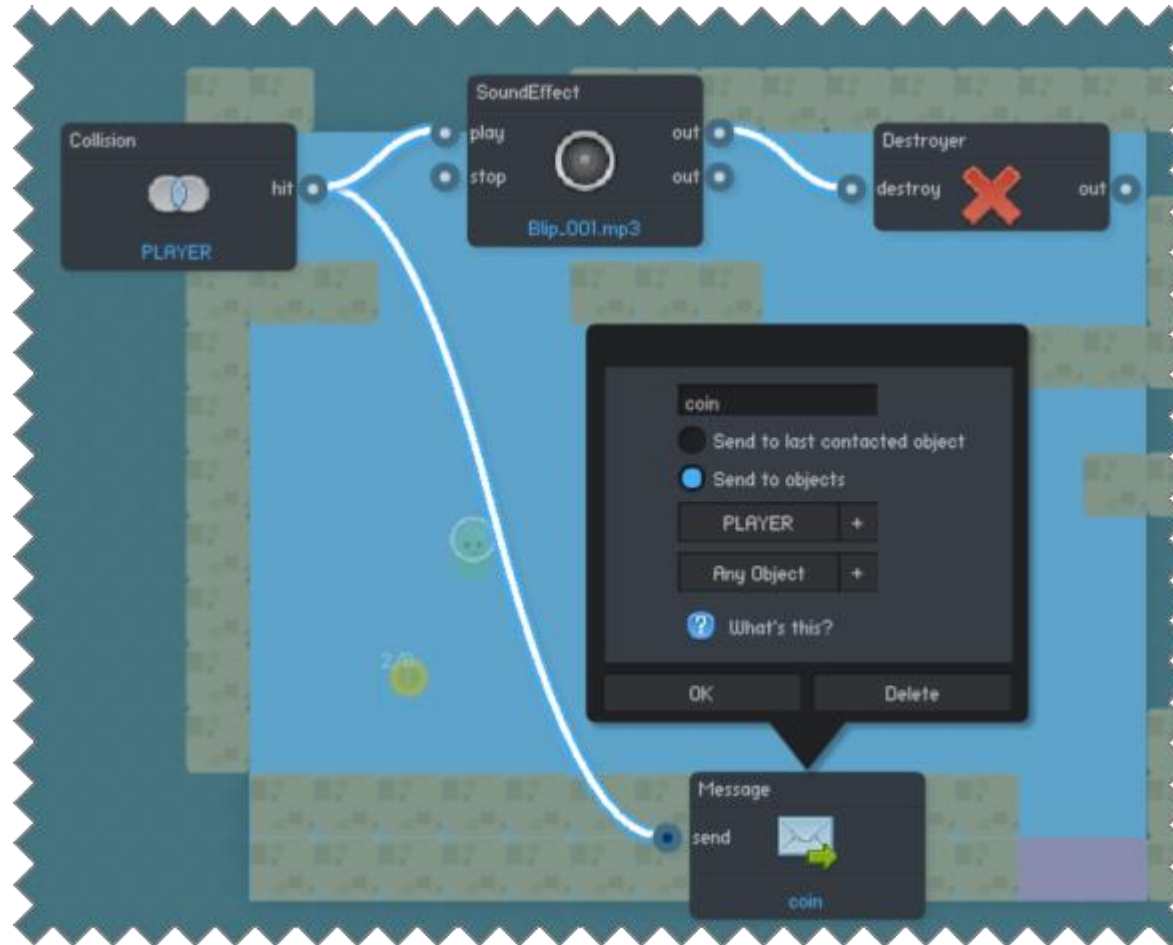 SoundEffect
play
out
stop
out
Blip_001.mp3
Collision
hit
PLAYER
Destroyer
destroy
out
coin
Send to last contacted object
Send to objects
PLAYER +
Any Object +
? What's this?
OK
Delete
Message
send
coin